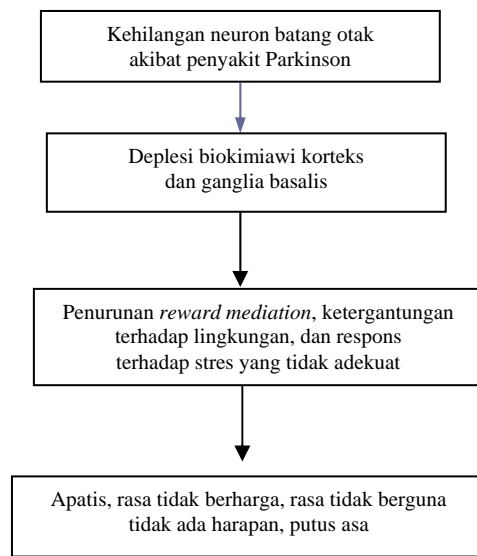 Kehilangan neuron batang otak
akibat penyakit Parkinson
Deplesi biokimiawi korteks
dan ganglia basalis
Penurunan reward mediation, ketergantungan
terhadap lingkungan, dan respons
terhadap stres yang tidak adekuat
Apatis, rasa tidak berharga, rasa tidak berguna
tidak ada harapan, putus asa